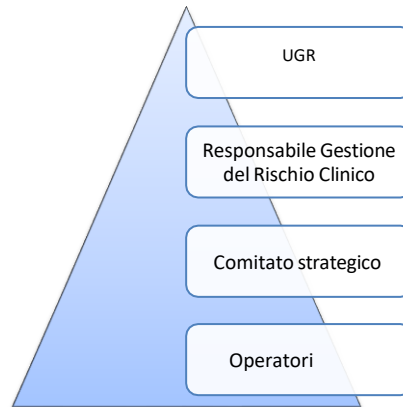 UGR
Responsabile Gestione
del Rischio Clinico
Comitato strategico
Operatori